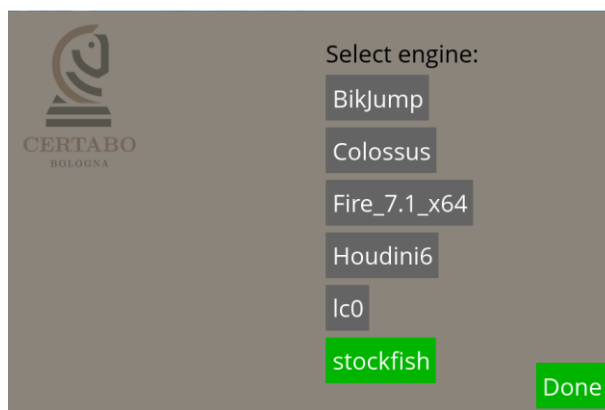 CERTABO
BOLOGNA
Select engine:
BikJump
Colossus
Fire_7.1_x64
Houdini6
lc0
stockfish
Done